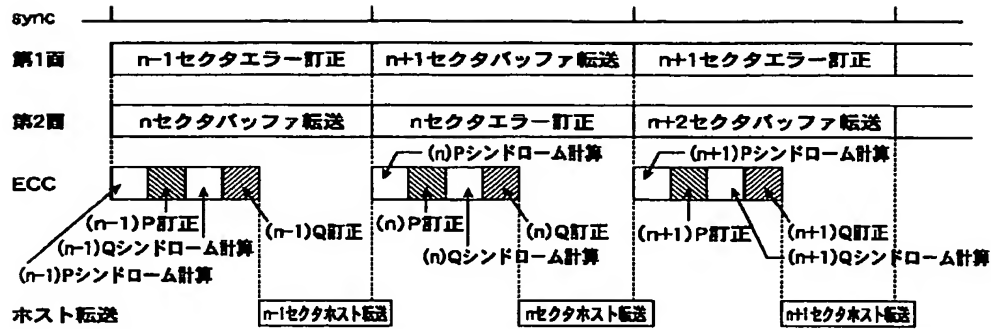 sync
第1面 n-1セクタエラー訂正 n+1セクタバッファ転送 n+1セクタエラー訂正
第2面 nセクタバッファ転送 nセクタエラー訂正 n+2セクタバッファ転送
(n)Pシンドローム計算 (n+1)Pシンドローム計算
ECC
(n-1)P訂正 (n-1)Q訂正 (n)P訂正 (n)Q訂正 (n+1)P訂正 (n+1)Q訂正
(n-1)Qシンドローム計算 (n)Qシンドローム計算 (n+1)Qシンドローム計算
(n-1)Pシンドローム計算
ホスト転送 n-1セクタホスト転送 nセクタホスト転送 n+1セクタホスト転送